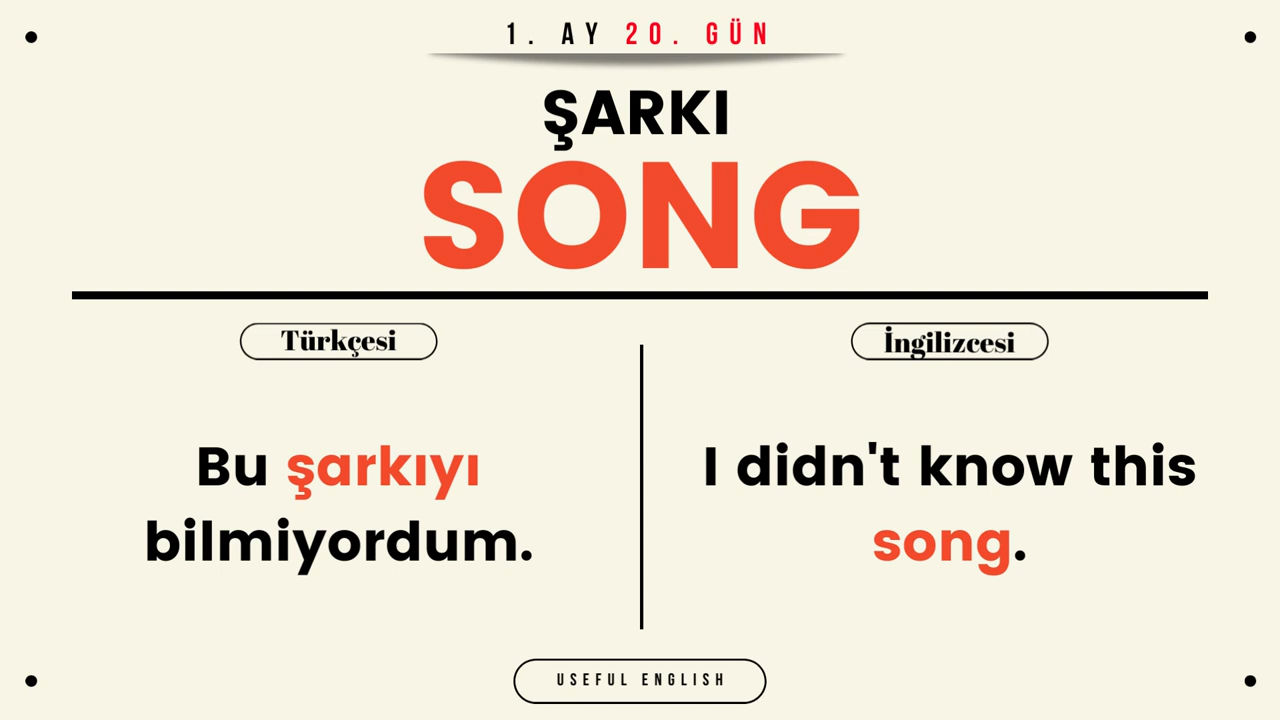 1. AY 20. GÜN
ŞARKI
SONG
Türkçesi
İngilizcesi
Bu şarkıyı
bilmiyordum.
I didn't know this
song.
USEFUL ENGLISH